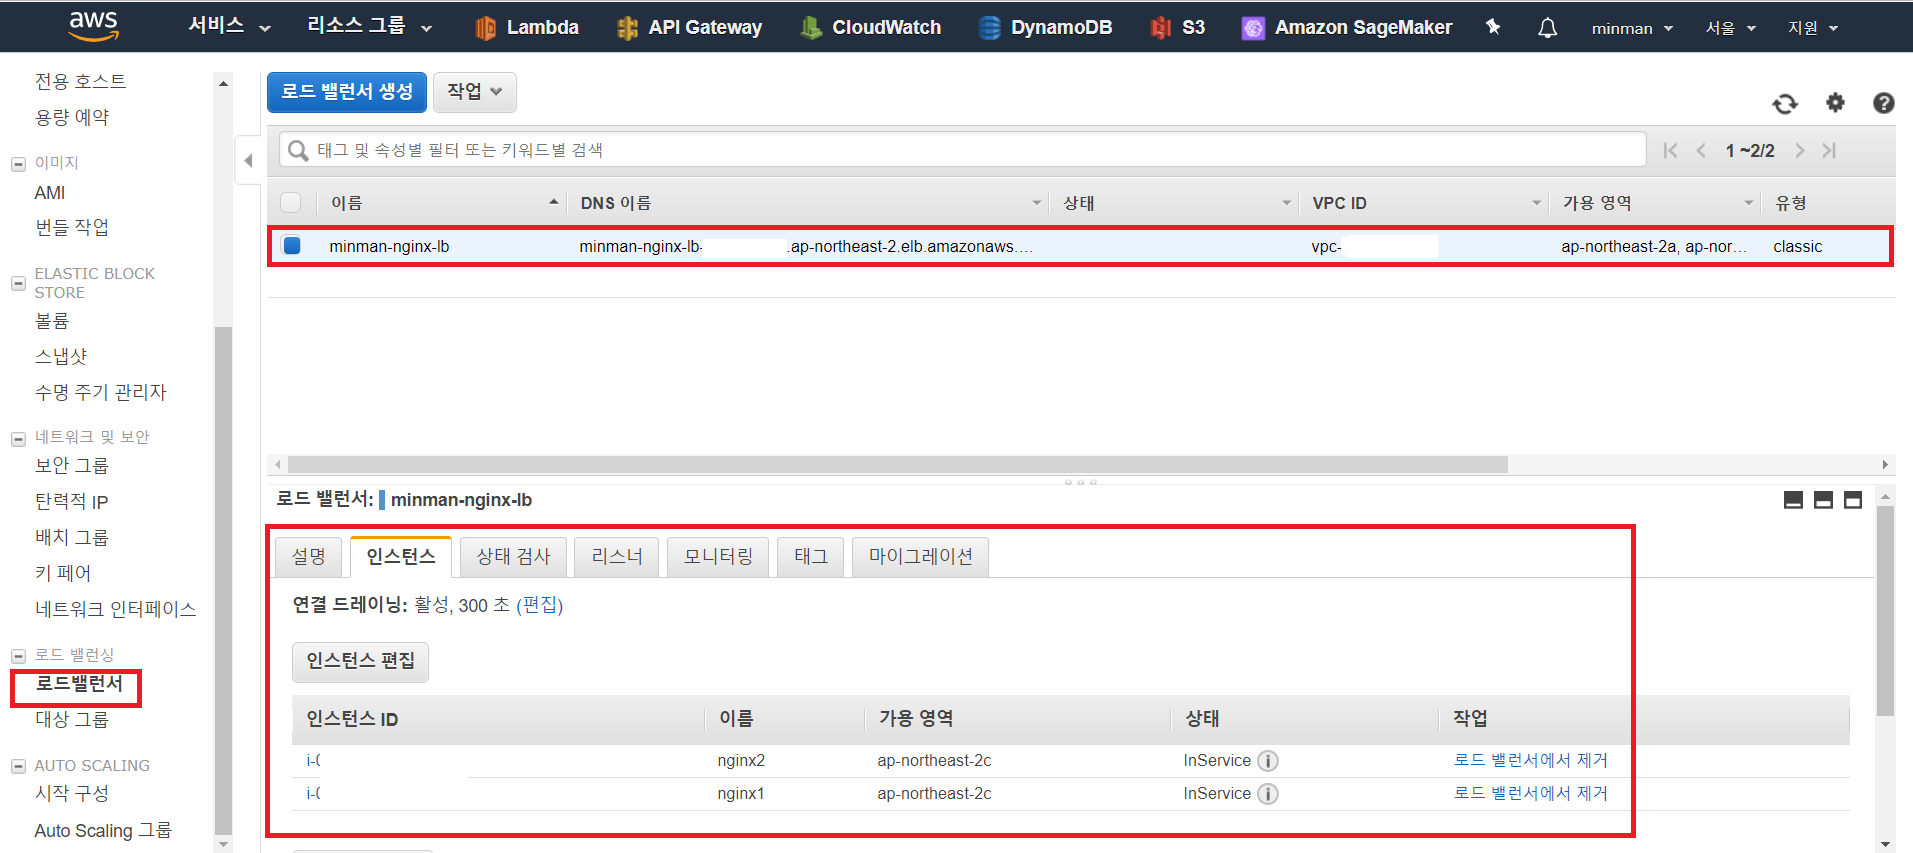 aws 서비스 리소스 그룹 Lambda API Gateway CloudWatch DynamoDB S3 Amazon SageMaker minman 서울 지원
전용 호스트
용량 예약
이미지
AMI
번들 작업
ELASTIC BLOCK
STORE
볼륨
스냅샷
수명 주기 관리자
네트워크 및 보안
보안 그룹
탄력적 IP
배치 그룹
키 페어
네트워크 인터페이스
로드 밸런싱
로드밸런서
대상 그룹
AUTO SCALING
시작 구성
Auto Scaling 그룹
로드 밸런서 생성 작업
태그 및 속성별 필터 또는 키워드별 검색 1 ~2/2
이름 DNS 이름 상태 VPC ID 가용 영역 유형
minman-nginx-lb minman-nginx-lb- .ap-northeast-2.elb.amazonaws.... vpc- ap-northeast-2a, ap-nor... classic
로드 밸런서: minman-nginx-lb
설명 인스턴스 상태 검사 리스너 모니터링 태그 마이그레이션
연결 드레이닝: 활성, 300 초 (편집)
인스턴스 편집
인스턴스 ID 이름 가용 영역 상태 작업
i-0 nginx2 ap-northeast-2c InService 로드 밸런서에서 제거
i-0 nginx1 ap-northeast-2c InService 로드 밸런서에서 제거